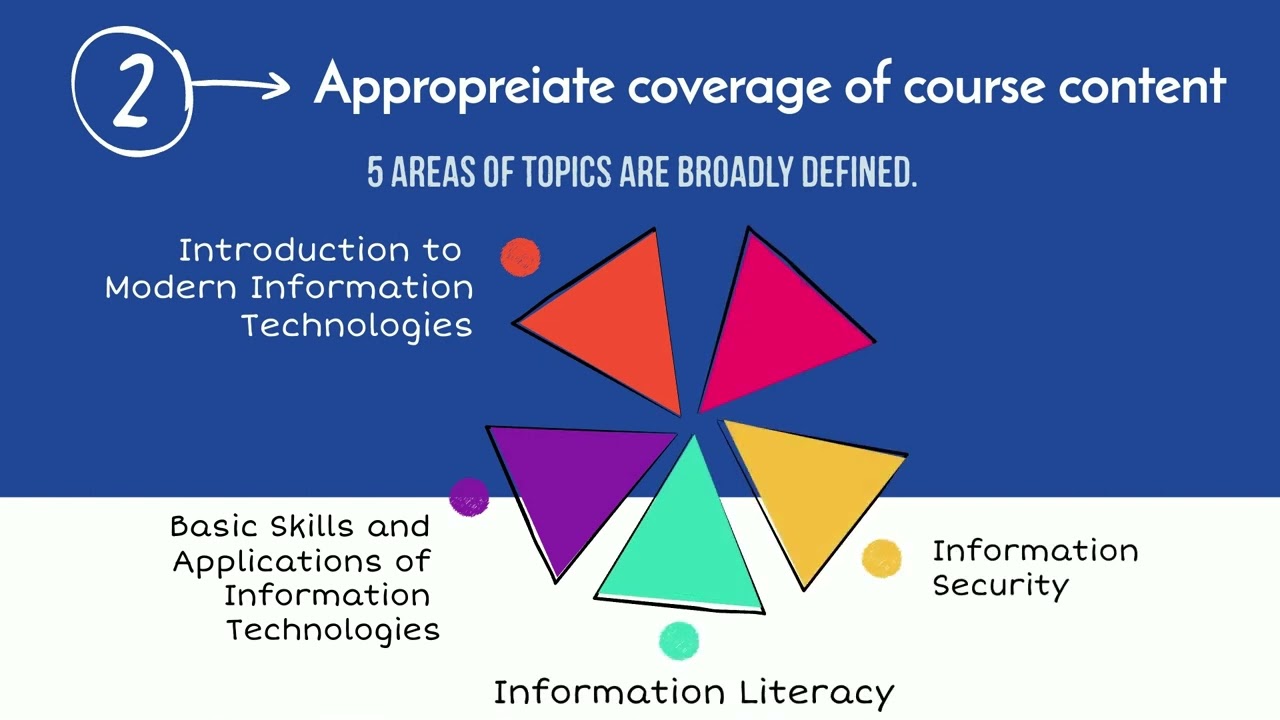 2
Appropreiate coverage of course content
5 AREAS OF TOPICS ARE BROADLY DEFINED.
Introduction to
Modern Information
Technologies
Basic Skills and
Applications of
Information
Technologies
Information
Security
Information Literacy